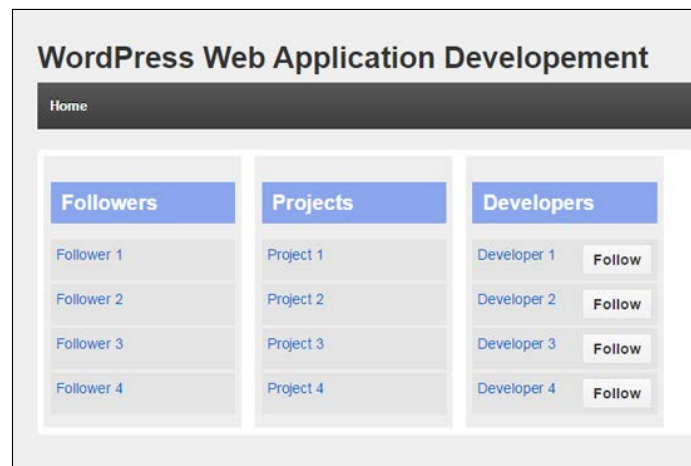 WordPress Web Application Developement
Home
Followers
Follower 1
Follower 2
Follower 3
Follower 4
Projects
Project 1
Project 2
Project 3
Project 4
Developers
Developer 1 Follow
Developer 2 Follow
Developer 3 Follow
Developer 4 Follow